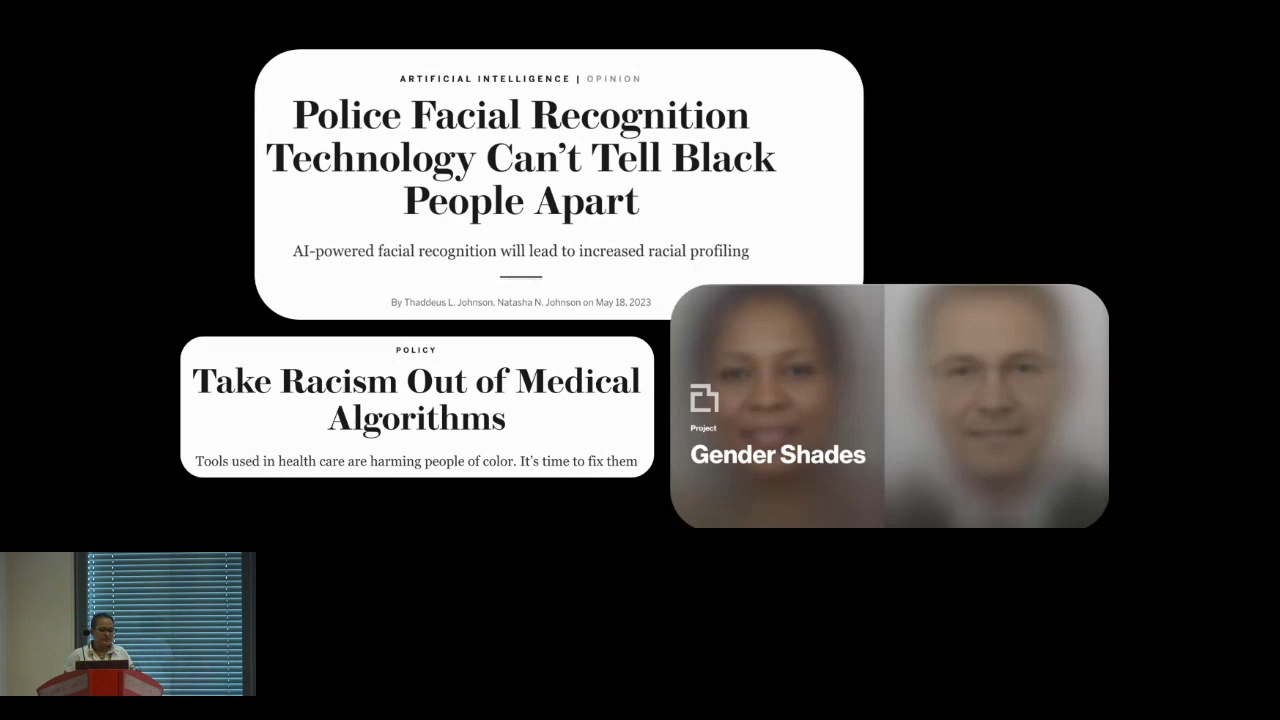 ARTIFICIAL INTELLIGENCE | OPINION
Police Facial Recognition
Technology Can’t Tell Black
People Apart
AI-powered facial recognition will lead to increased racial profiling
By Thaddeus L. Johnson, Natasha N. Johnson on May 18, 2023
POLICY
Take Racism Out of Medical
Algorithms
Tools used in health care are harming people of color. It’s time to fix them
Project
Gender Shades